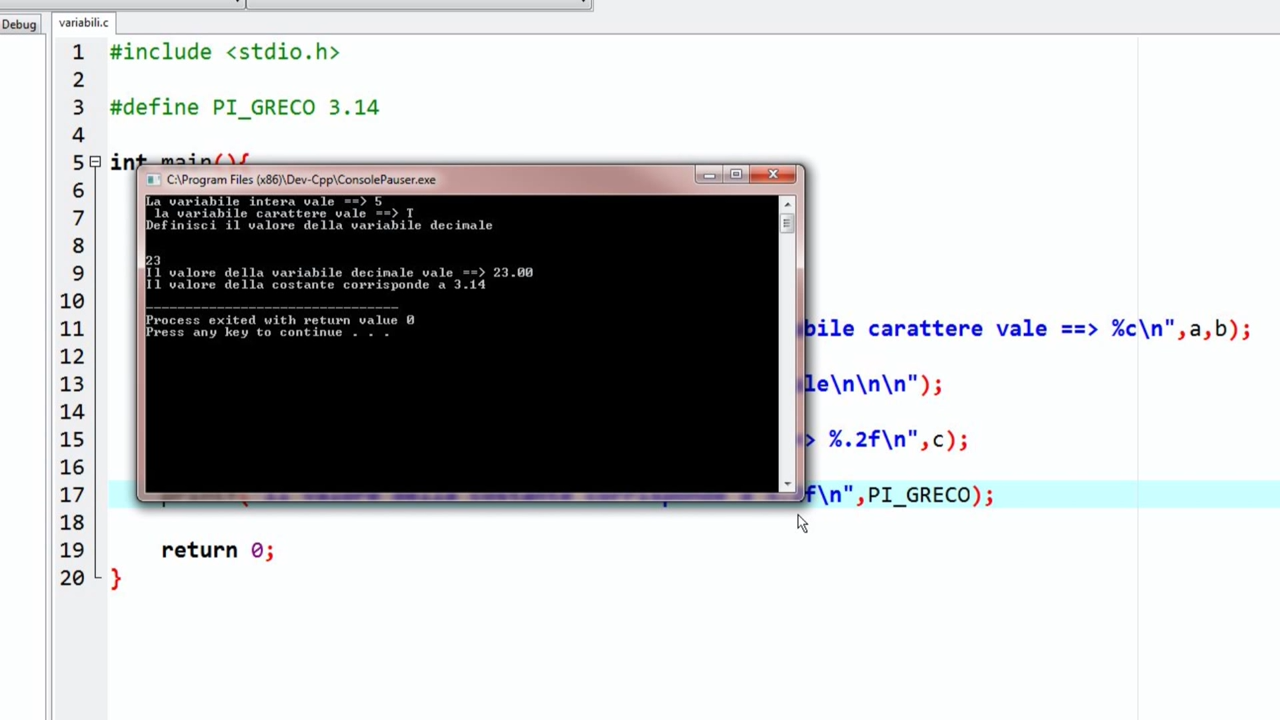 Debug
variabili.c
1 #include <stdio.h>
2
3 #define PI_GRECO 3.14
4
5 int main(){
6
7
8
9
10
11 bile carattere vale ==> %c\n",a,b);
12
13 le\n\n\n");
14
15 > %.2f\n",c);
16
17 f\n",PI_GRECO);
18
19 return 0;
20 }
C:\Program Files (x86)\Dev-Cpp\ConsolePauser.exe
La variabile intera vale ==> 5
la variabile carattere vale ==> T
Definisci il valore della variabile decimale
23
Il valore della variabile decimale vale ==> 23.00
Il valore della costante corrisponde a 3.14
--------------------------------
Process exited with return value 0
Press any key to continue . . .